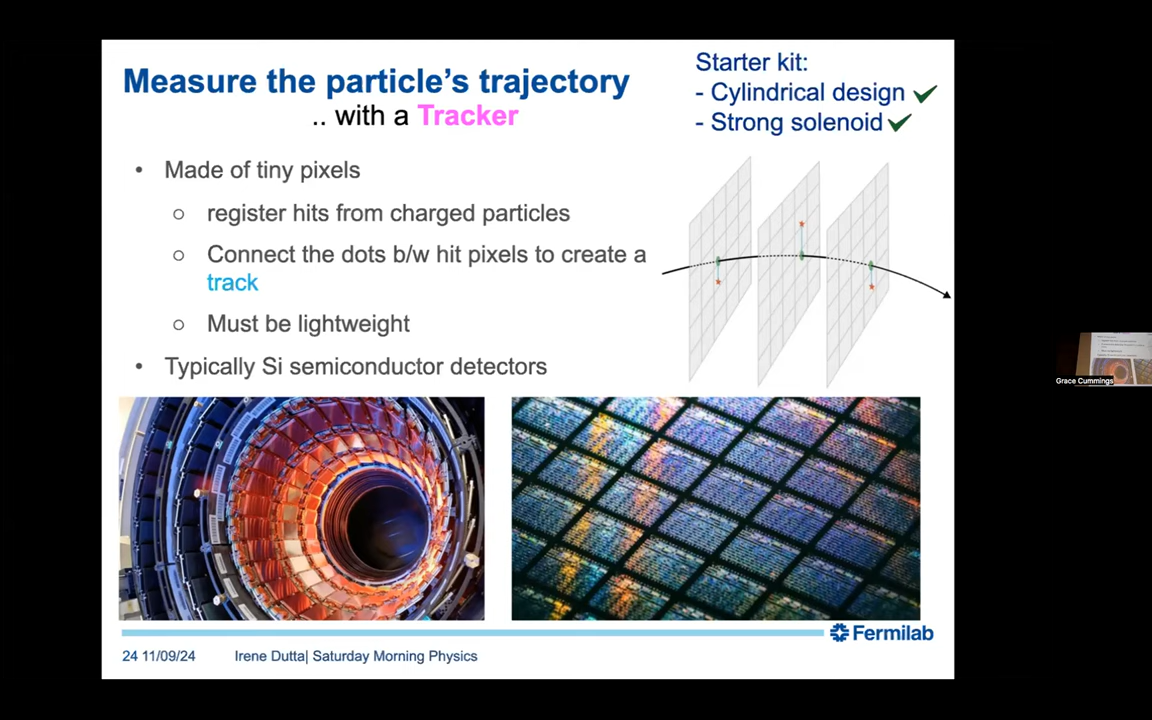 Measure the particle's trajectory
.. with a Tracker
Starter kit:
- Cylindrical design ✓
- Strong solenoid ✓
• Made of tiny pixels
○ register hits from charged particles
○ Connect the dots b/w hit pixels to create a
track
○ Must be lightweight
• Typically Si semiconductor detectors
Fermilab
24 11/09/24 Irene Dutta| Saturday Morning Physics
Grace Cummings